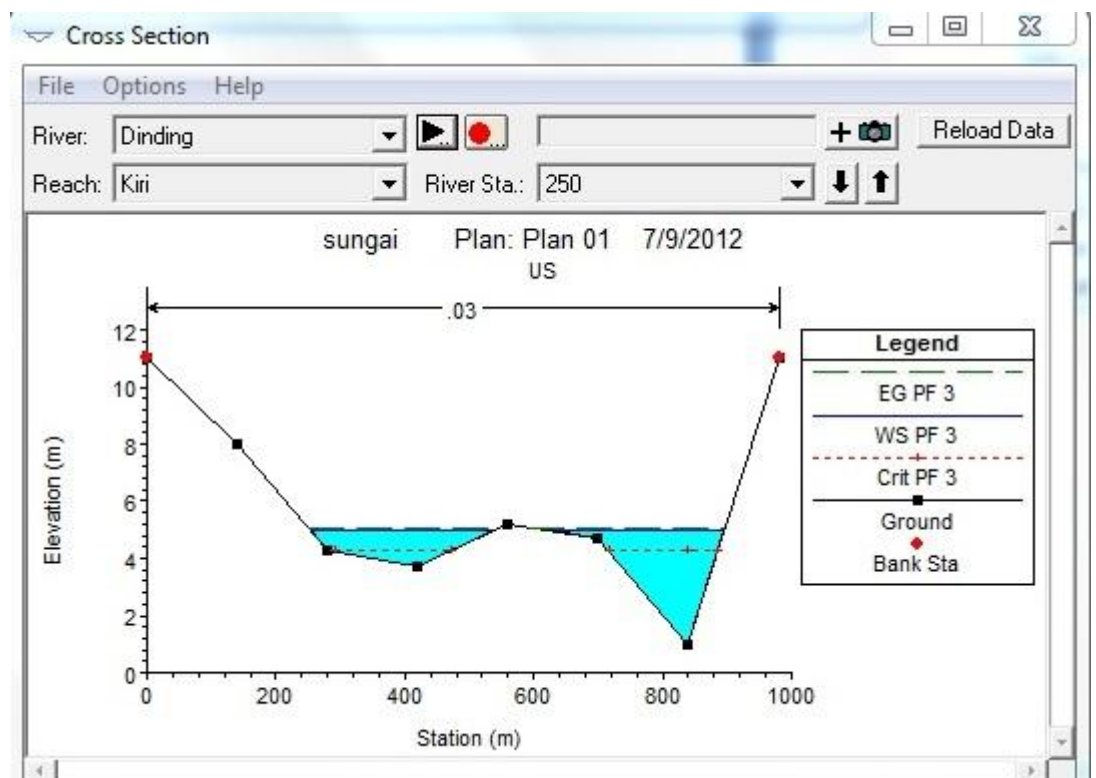 Cross Section
File Options Help
River: Dinding Reload Data
Reach: Kiri River Sta.: 250
sungai Plan: Plan 01 7/9/2012
US
.03
12
10
8
6
4
2
0
Elevation (m)
0 200 400 600 800 1000
Station (m)
Legend
EG PF 3
WS PF 3
Crit PF 3
Ground
Bank Sta